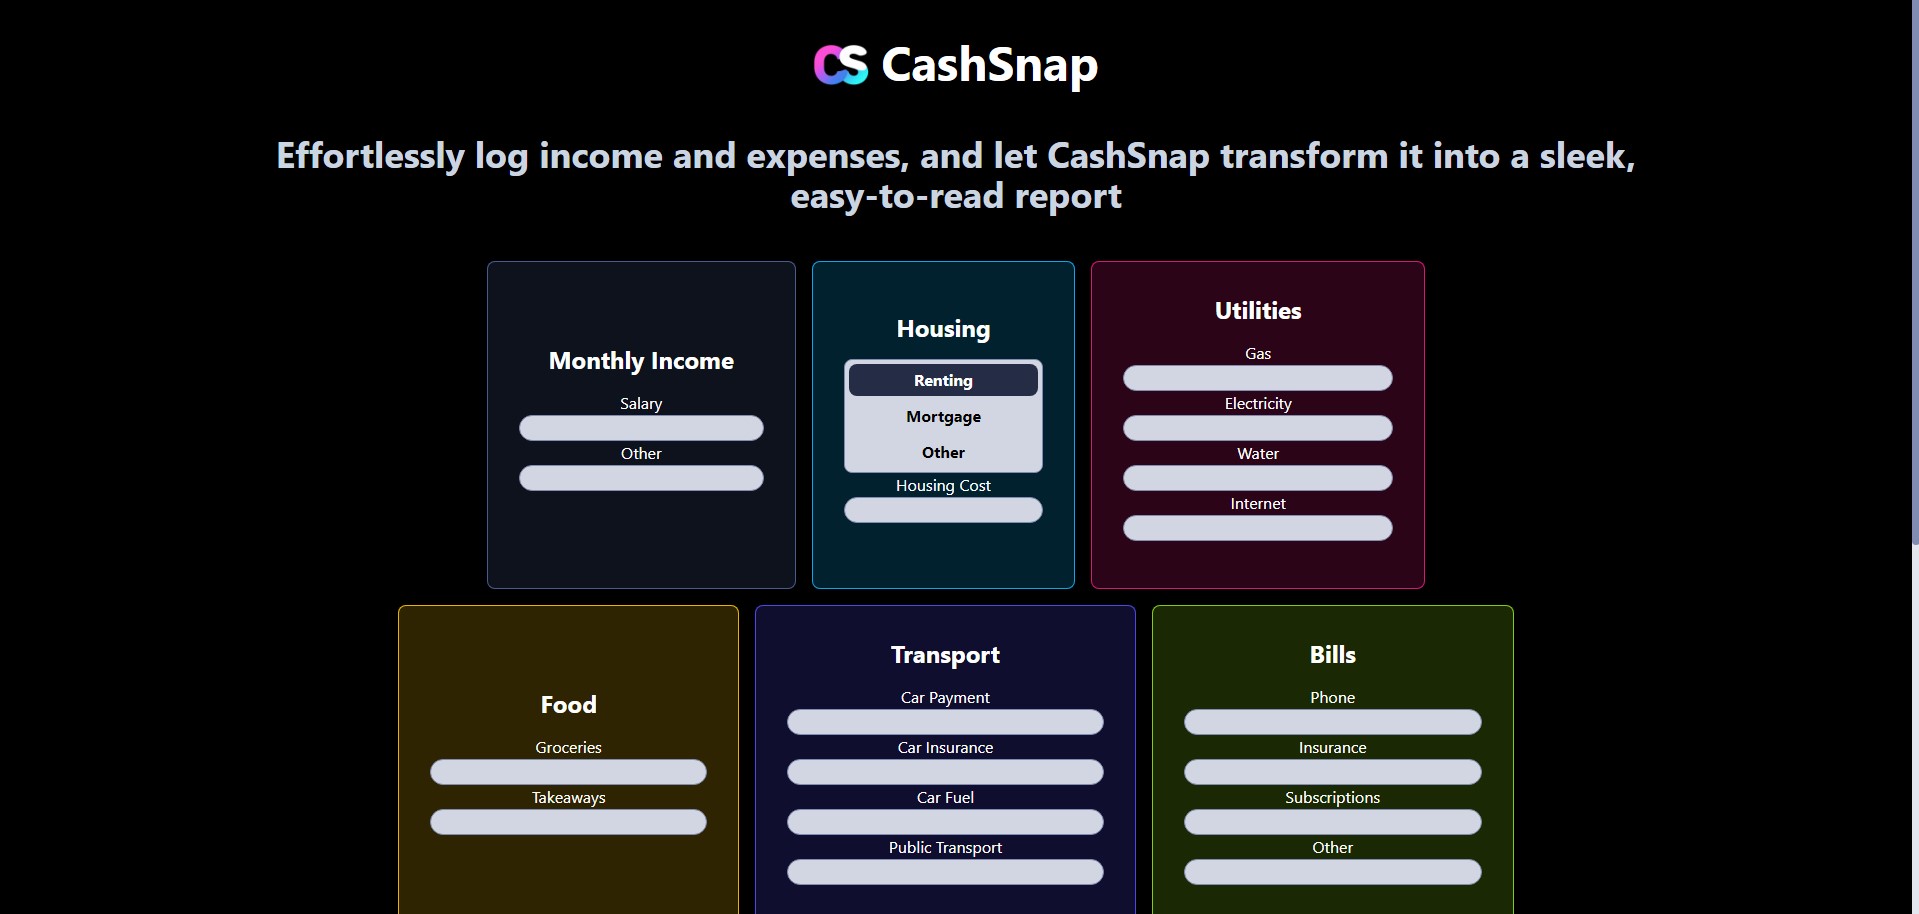 CS CashSnap
Effortlessly log income and expenses, and let CashSnap transform it into a sleek,
easy-to-read report
Monthly Income
Salary
Other
Housing
Renting
Mortgage
Other
Housing Cost
Utilities
Gas
Electricity
Water
Internet
Food
Groceries
Takeaways
Transport
Car Payment
Car Insurance
Car Fuel
Public Transport
Bills
Phone
Insurance
Subscriptions
Other